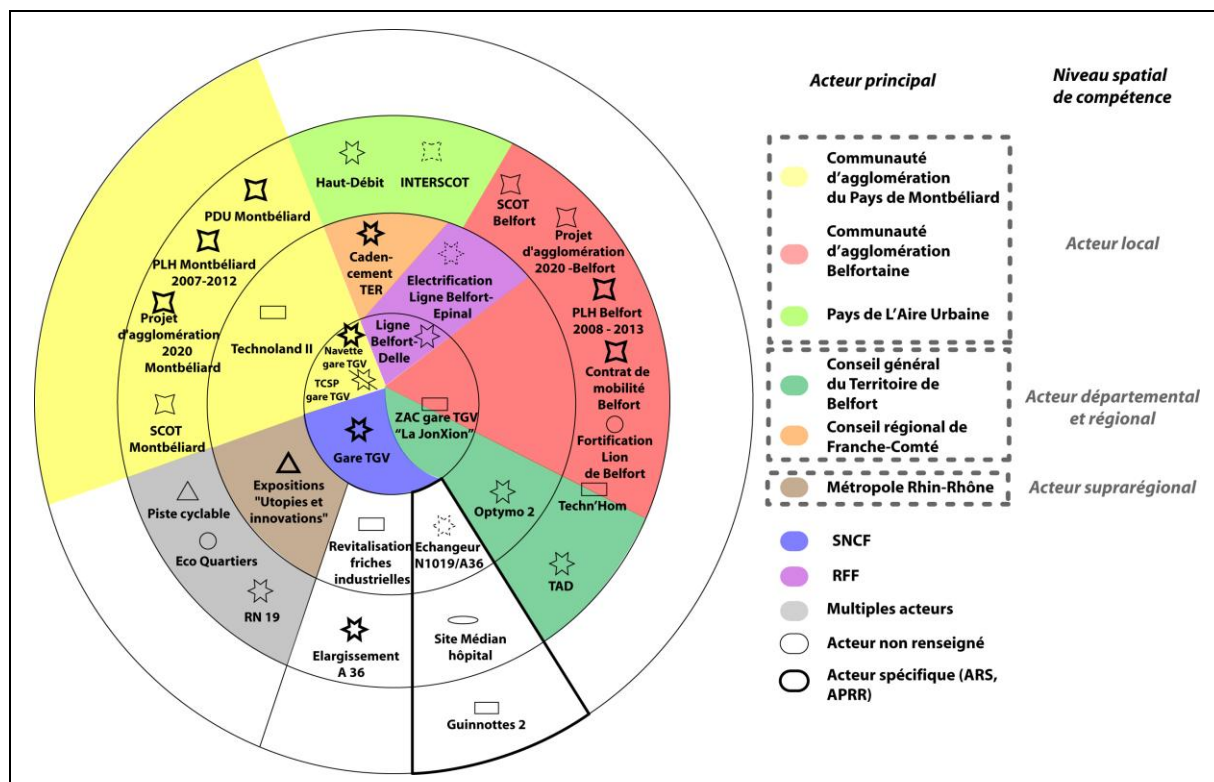 Haut-Débit
INTERSCOT
SCOT
Belfort
PDU Montbéliard
Projet
d'agglomération
2020 -Belfort
PLH Montbéliard
2007-2012
Caden-
cement
TER
Electrification
Ligne Belfort-
Epinal
PLH Belfort
2008 - 2013
Projet
d'agglomération
2020
Montbéliard
Technoland II
Navette
gare TGV
TCSP
gare TGV
Ligne
Belfort-
Delle
Contrat de
mobilité
Belfort
SCOT
Montbéliard
Gare TGV
ZAC gare TGV
"La JonXion"
Fortification
Lion
de Belfort
Expositions
"Utopies et
innovations"
Piste cyclable
Eco Quartiers
RN 19
Revitalisation
friches
industrielles
Echangeur
N1019/A36
Optymo 2
Techn'Hom
TAD
Elargissement
A 36
Site Médian
hôpital
Guinnottes 2
Acteur principal
Niveau spatial
de compétence
Communauté
d'agglomération
du Pays de Montbéliard
Communauté
d'agglomération
Belfortaine
Pays de L'Aire Urbaine
Acteur local
Conseil général
du Territoire de
Belfort
Conseil régional de
Franche-Comté
Acteur départemental
et régional
Métropole Rhin-Rhône
Acteur suprarégional
SNCF
RFF
Multiples acteurs
Acteur non renseigné
Acteur spécifique (ARS,
APRR)